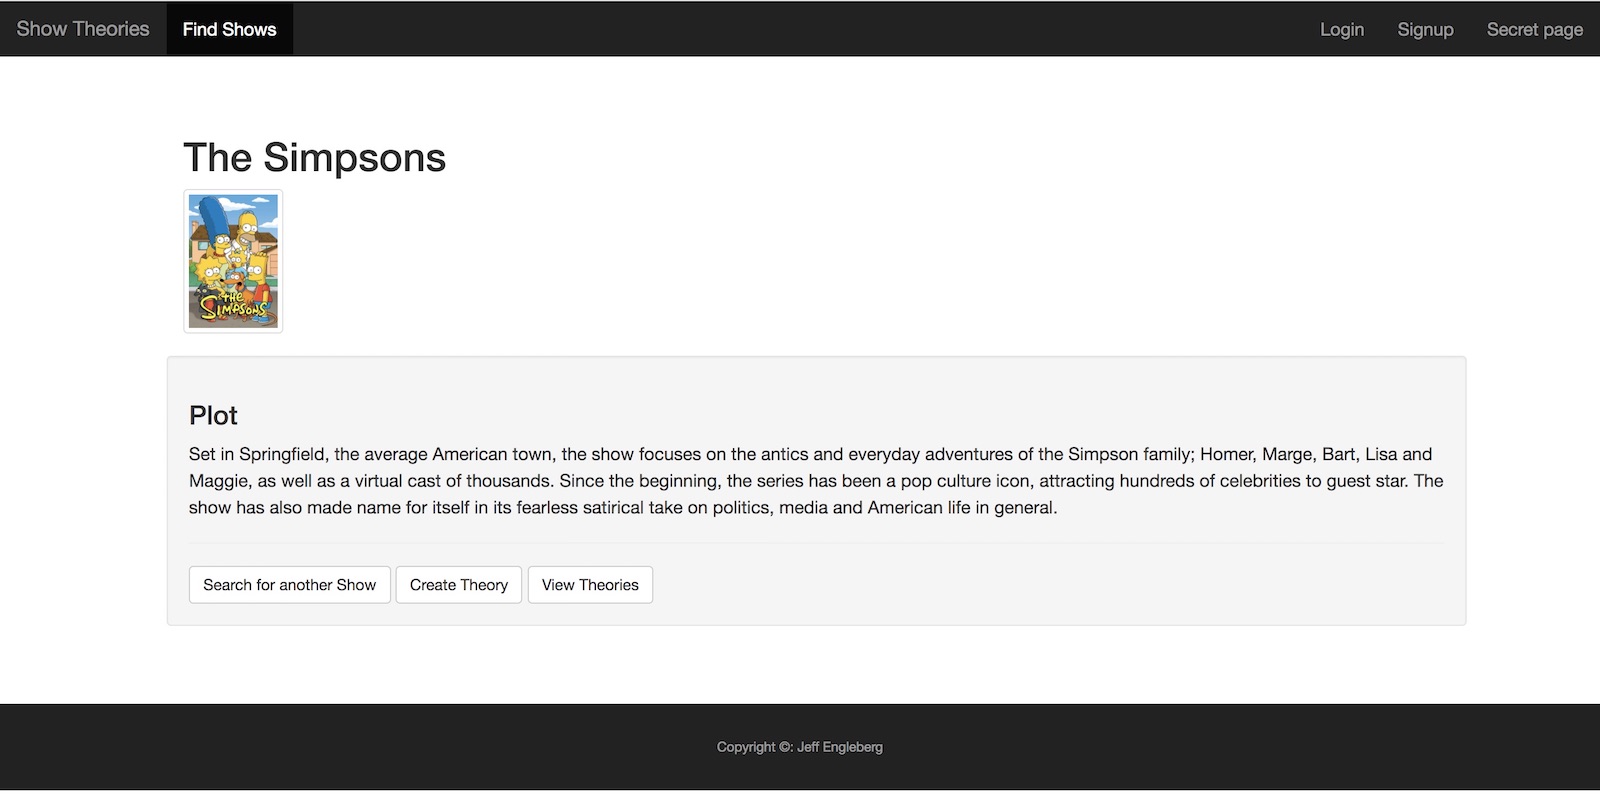 Show Theories Find Shows Login Signup Secret page
The Simpsons
THE
SIMPSONS
Plot
Set in Springfield, the average American town, the show focuses on the antics and everyday adventures of the Simpson family; Homer, Marge, Bart, Lisa and
Maggie, as well as a virtual cast of thousands. Since the beginning, the series has been a pop culture icon, attracting hundreds of celebrities to guest star. The
show has also made name for itself in its fearless satirical take on politics, media and American life in general.
Search for another Show Create Theory View Theories
Copyright ©: Jeff Engleberg